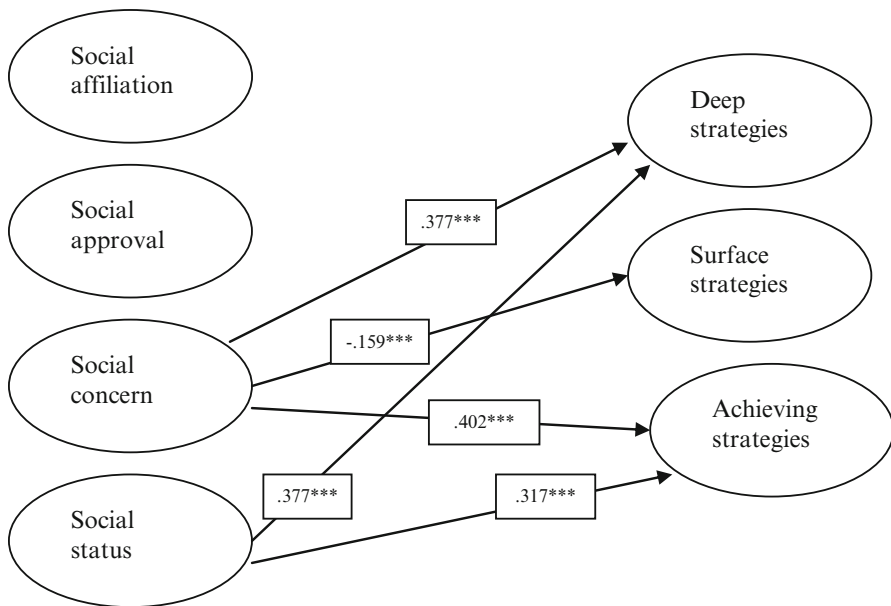 Social
affiliation
Deep
strategies
Social
approval
.377***
Surface
strategies
-.159***
Social
concern
.402***
Achieving
strategies
Social
status
.377***
.317***